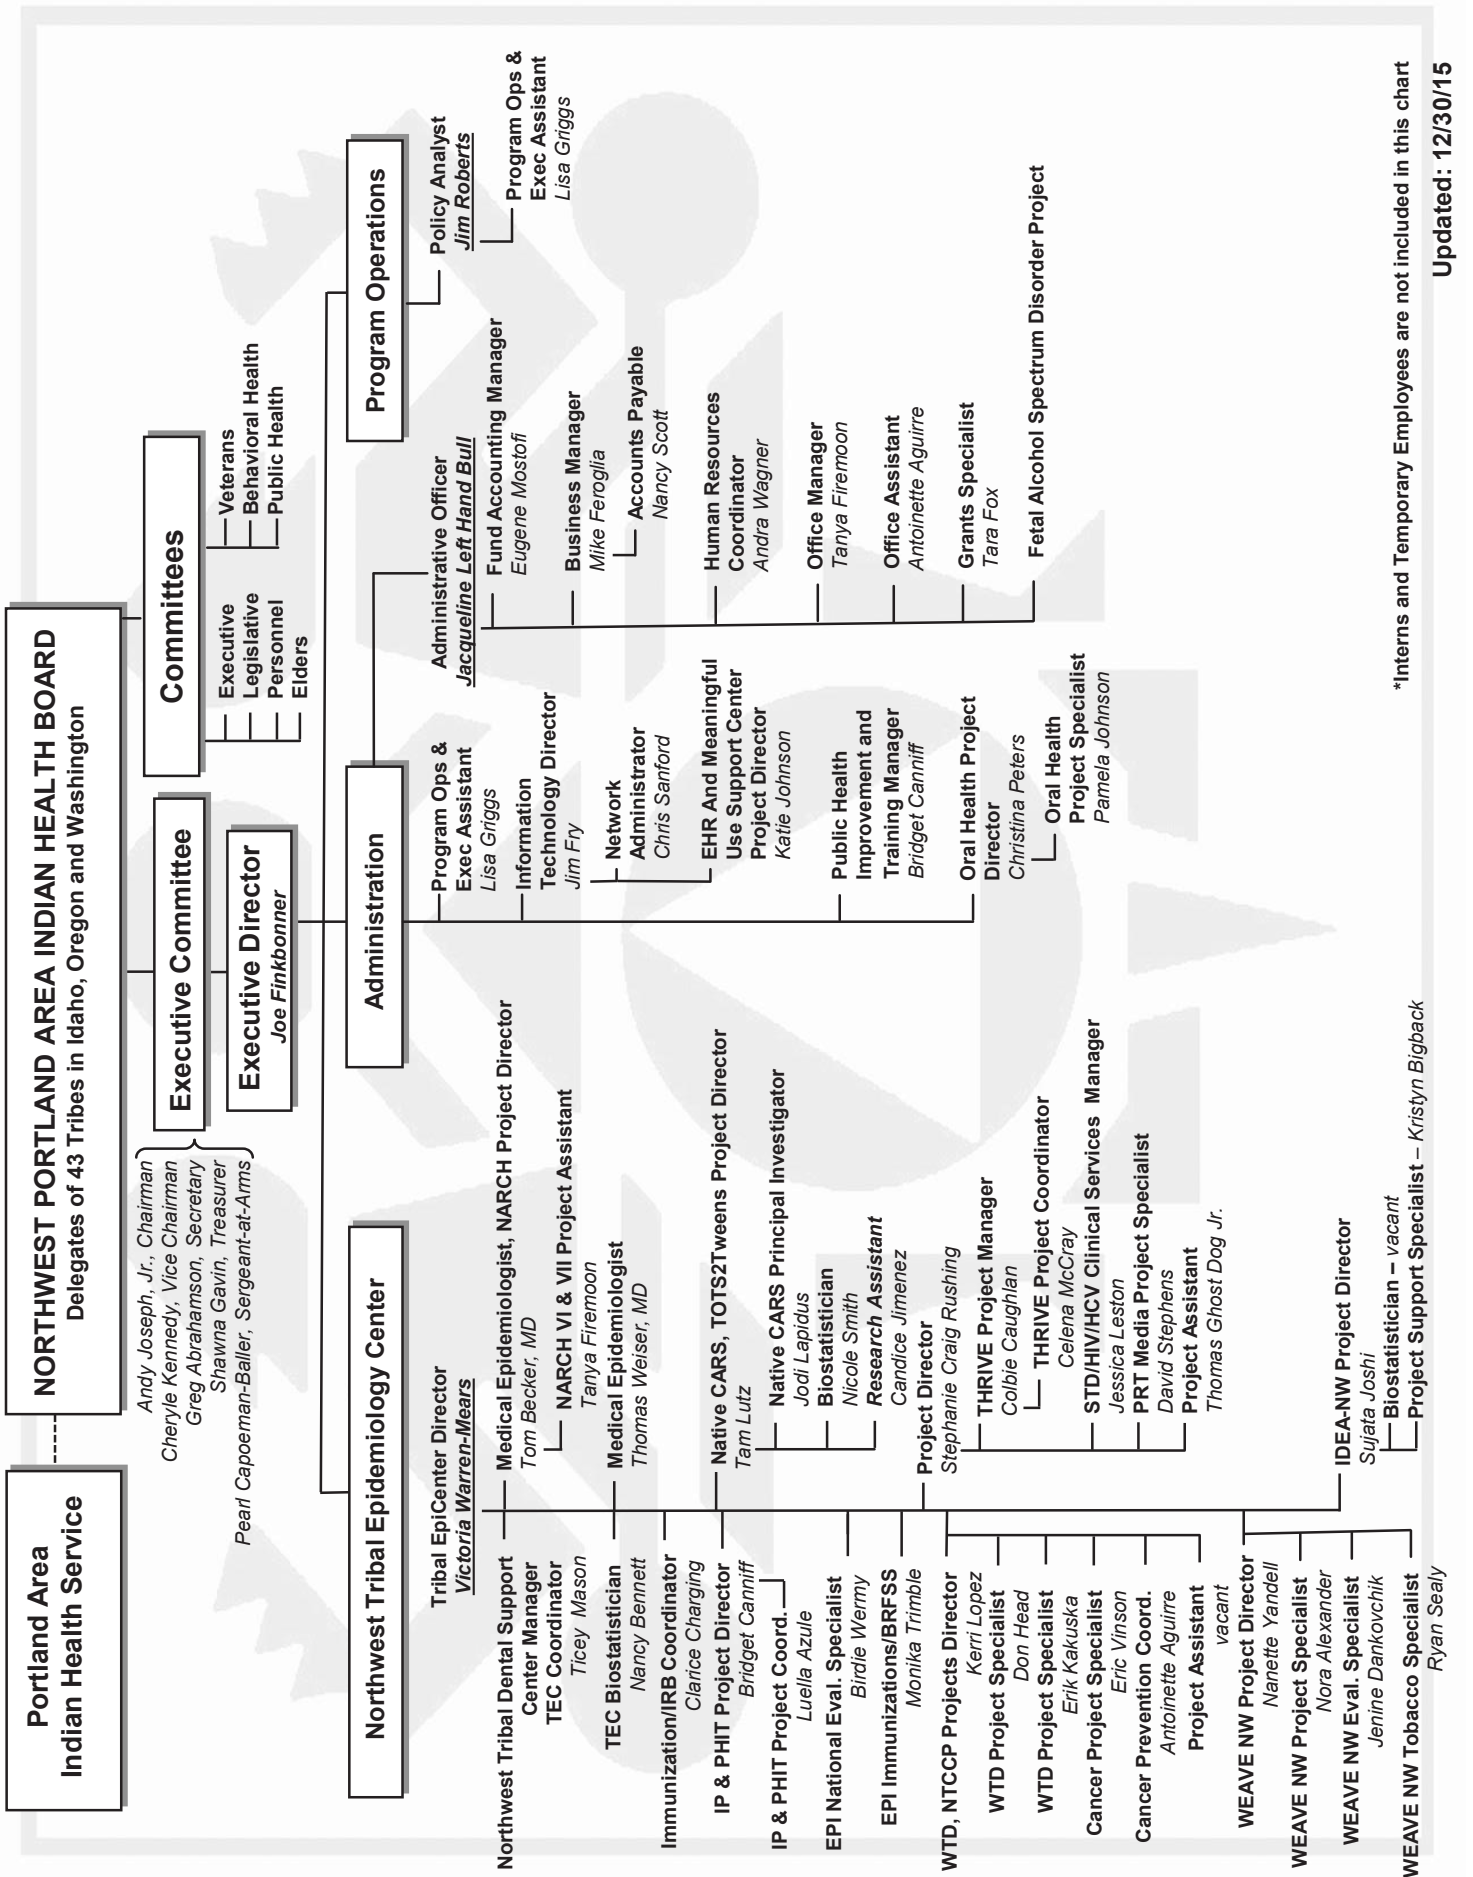 Portland Area
Indian Health Service
NORTHWEST PORTLAND AREA INDIAN HEALTH BOARD
Delegates of 43 Tribes in Idaho, Oregon and Washington
Andy Joseph, Jr., Chairman
Cheryle Kennedy, Vice Chairman
Greg Abrahamson, Secretary
Shawna Gavin, Treasurer
Pearl Capoeman-Baller, Sergeant-at-Arms
Executive Committee
Executive Director
Joe Finkbonner
Committees
Executive
Legislative
Personnel
Elders
Veterans
Behavioral Health
Public Health
Northwest Tribal Epidemiology Center
Tribal EpiCenter Director
Victoria Warren-Mears
Northwest Tribal Dental Support
Center Manager
TEC Coordinator
Ticey Mason
TEC Biostatistician
Nancy Bennett
Immunization/IRB Coordinator
Clarice Charging
IP & PHIT Project Director
Bridget Canniff
IP & PHIT Project Coord.
Luella Azule
EPI National Eval. Specialist
Birdie Wermy
EPI Immunizations/BRFSS
Monika Trimble
WTD, NTCCP Projects Director
Kerri Lopez
WTD Project Specialist
Don Head
WTD Project Specialist
Erik Kakuska
Cancer Project Specialist
Eric Vinson
Cancer Prevention Coord.
Antoinette Aguirre
Project Assistant
vacant
WEAVE NW Project Director
Nanette Yandell
WEAVE NW Project Specialist
Nora Alexander
WEAVE NW Eval. Specialist
Jenine Dankovchik
WEAVE NW Tobacco Specialist
Ryan Sealy
Medical Epidemiologist, NARCH Project Director
Tom Becker, MD
NARCH VI & VII Project Assistant
Tanya Firemoon
Medical Epidemiologist
Thomas Weiser, MD
Native CARS, TOTS2Tweens Project Director
Tam Lutz
Native CARS Principal Investigator
Jodi Lapidus
Biostatistician
Nicole Smith
Research Assistant
Candice Jimenez
Project Director
Stephanie Craig Rushing
THRIVE Project Manager
Colbie Caughlan
THRIVE Project Coordinator
Celena McCray
STD/HIV/HCV Clinical Services Manager
Jessica Leston
PRT Media Project Specialist
David Stephens
Project Assistant
Thomas Ghost Dog Jr.
IDEA-NW Project Director
Sujata Joshi
Biostatistician – vacant
Project Support Specialist – Kristyn Bigback
Administration
Program Ops &
Exec Assistant
Lisa Griggs
Information
Technology Director
Jim Fry
Network
Administrator
Chris Sanford
EHR And Meaningful
Use Support Center
Project Director
Katie Johnson
Public Health
Improvement and
Training Manager
Bridget Canniff
Oral Health Project
Director
Christina Peters
Oral Health
Project Specialist
Pamela Johnson
Administrative Officer
Jacqueline Left Hand Bull
Fund Accounting Manager
Eugene Mostofi
Business Manager
Mike Feroglia
Accounts Payable
Nancy Scott
Human Resources
Coordinator
Andra Wagner
Office Manager
Tanya Firemoon
Office Assistant
Antoinette Aguirre
Grants Specialist
Tara Fox
Fetal Alcohol Spectrum Disorder Project
Program Operations
Policy Analyst
Jim Roberts
Program Ops &
Exec Assistant
Lisa Griggs
*Interns and Temporary Employees are not included in this chart
Updated: 12/30/15